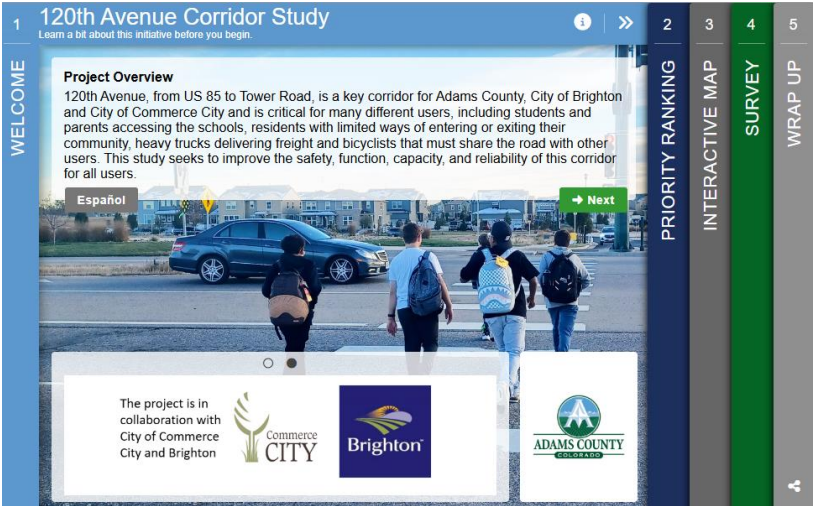 1
WELCOME
120th Avenue Corridor Study
Learn a bit about this initiative before you begin.
i
Project Overview
120th Avenue, from US 85 to Tower Road, is a key corridor for Adams County, City of Brighton
and City of Commerce City and is critical for many different users, including students and
parents accessing the schools, residents with limited ways of entering or exiting their
community, heavy trucks delivering freight and bicyclists that must share the road with other
users. This study seeks to improve the safety, function, capacity, and reliability of this corridor
for all users.
Español
Next
The project is in
collaboration with
City of Commerce
City and Brighton
Commerce
CITY
Brighton
ADAMS COUNTY
COLORADO
2
PRIORITY RANKING
3
INTERACTIVE MAP
4
SURVEY
5
WRAP UP